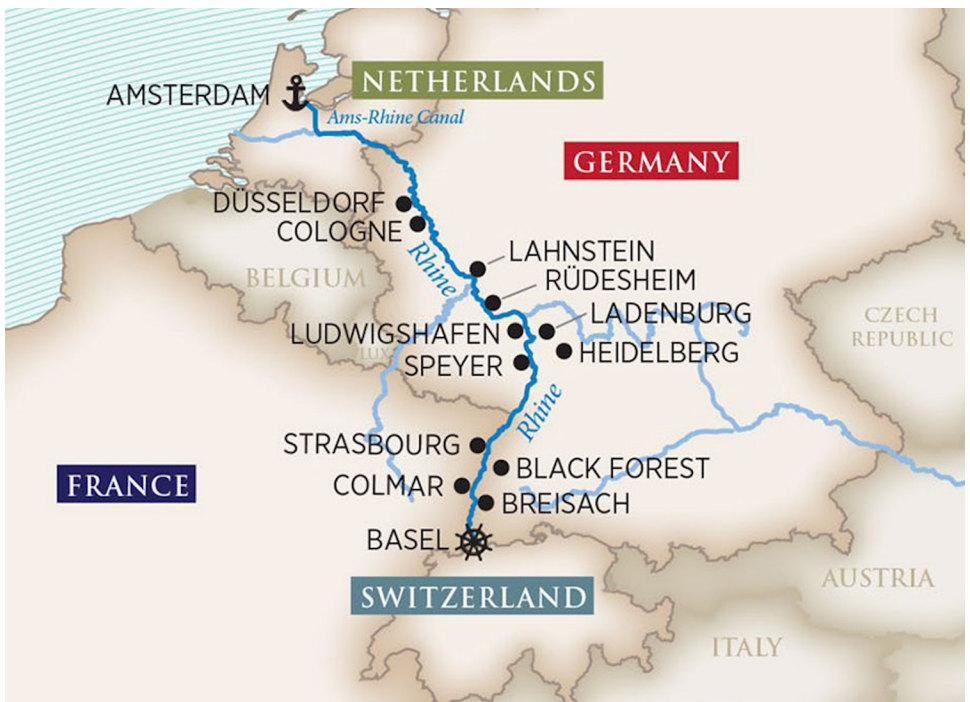 AMSTERDAM
NETHERLANDS
Ams-Rhine Canal
GERMANY
DÜSSELDORF
COLOGNE
BELGIUM
Rhine
LAHNSTEIN
RÜDESHEIM
LADENBURG
LUDWIGSHAFEN
HEIDELBERG
CZECH
REPUBLIC
LUX
SPEYER
Rhine
STRASBOURG
BLACK FOREST
FRANCE
COLMAR
BREISACH
BASEL
SWITZERLAND
AUSTRIA
ITALY